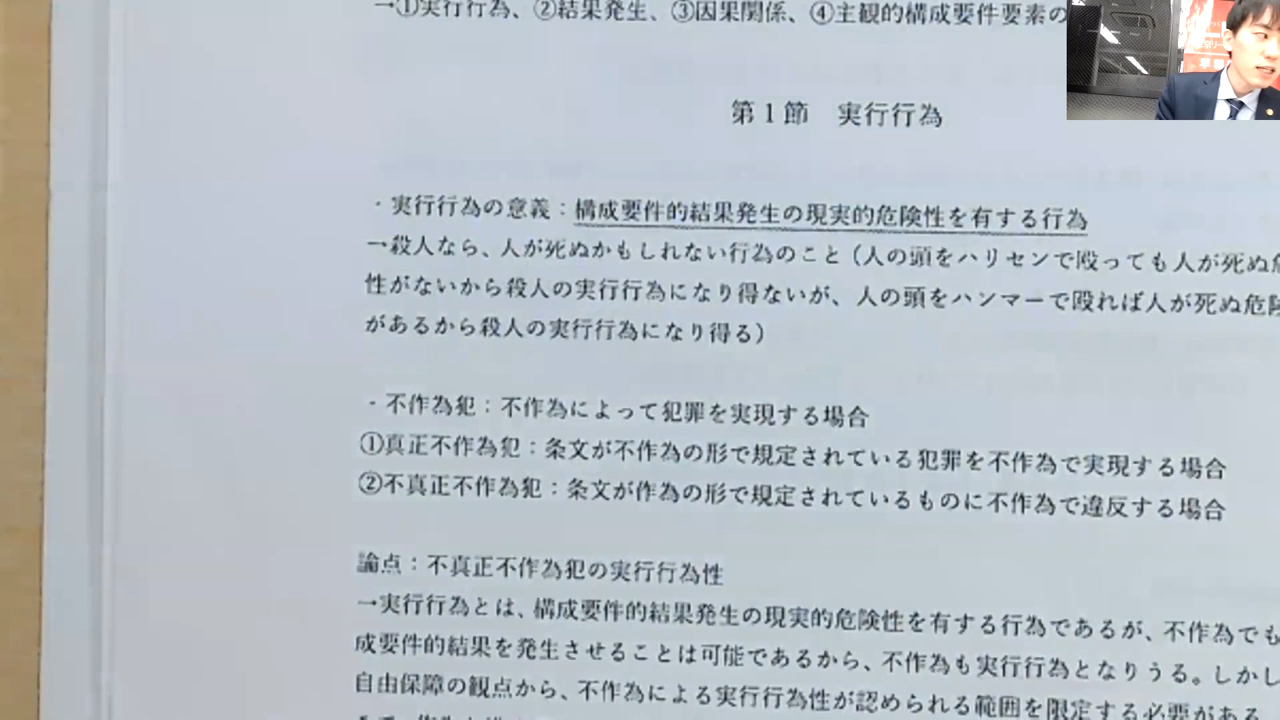 →①実行行為、②結果発生、③因果関係、④主観的構成要件要素の
第1節 実行行為
・実行行為の意義：構成要件的結果発生の現実的危険性を有する行為
→殺人なら、人が死ぬかもしれない行為のこと（人の頭をハリセンで殴っても人が死ぬ危
性がないから殺人の実行行為になり得ないが、人の頭をハンマーで殴れば人が死ぬ危険
があるから殺人の実行行為になり得る）
・不作為犯：不作為によって犯罪を実現する場合
①真正不作為犯：条文が不作為の形で規定されている犯罪を不作為で実現する場合
②不真正不作為犯：条文が作為の形で規定されているものに不作為で違反する場合
論点：不真正不作為犯の実行行為性
→実行行為とは、構成要件的結果発生の現実的危険性を有する行為であるが、不作為でも
成要件的結果を発生させることは可能であるから、不作為も実行行為となりうる。しかし
自由保障の観点から、不作為による実行行為性が認められる範囲を限定する必要がある